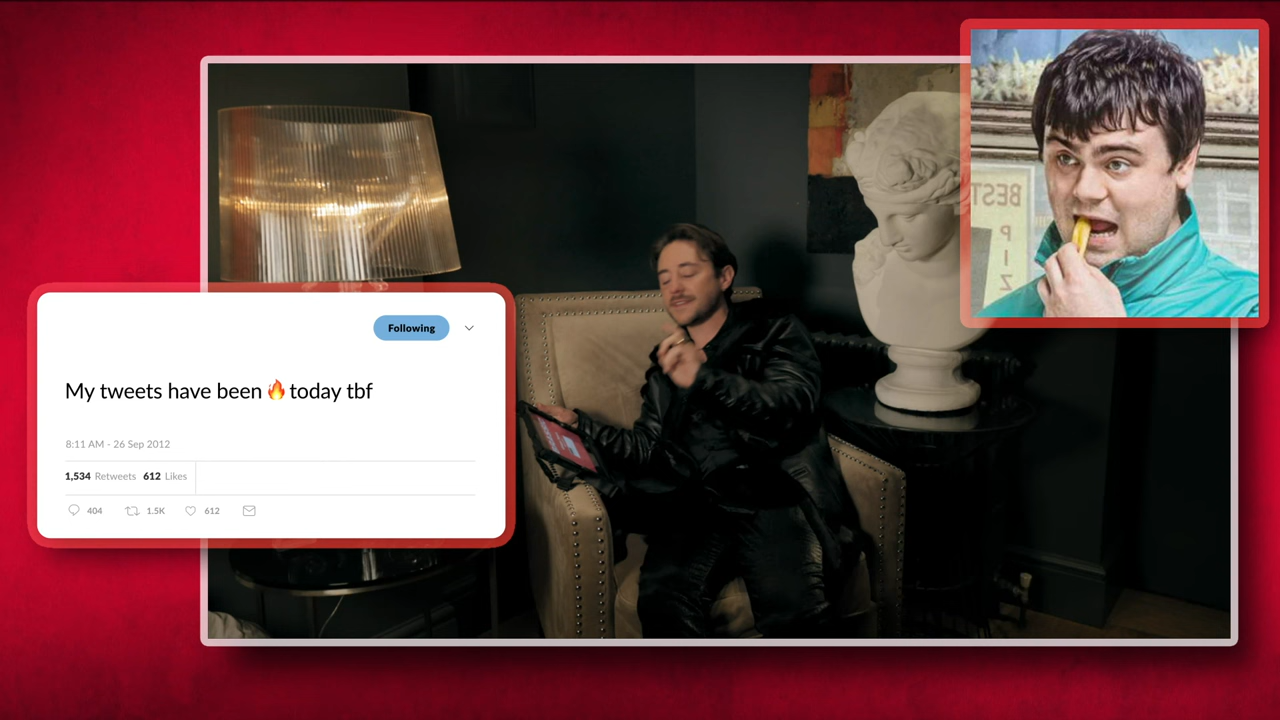 BEST
P
I
Z
Following
My tweets have been 🔥 today tbf
8:11 AM - 26 Sep 2012
1,534 Retweets 612 Likes
404 1.5K 612